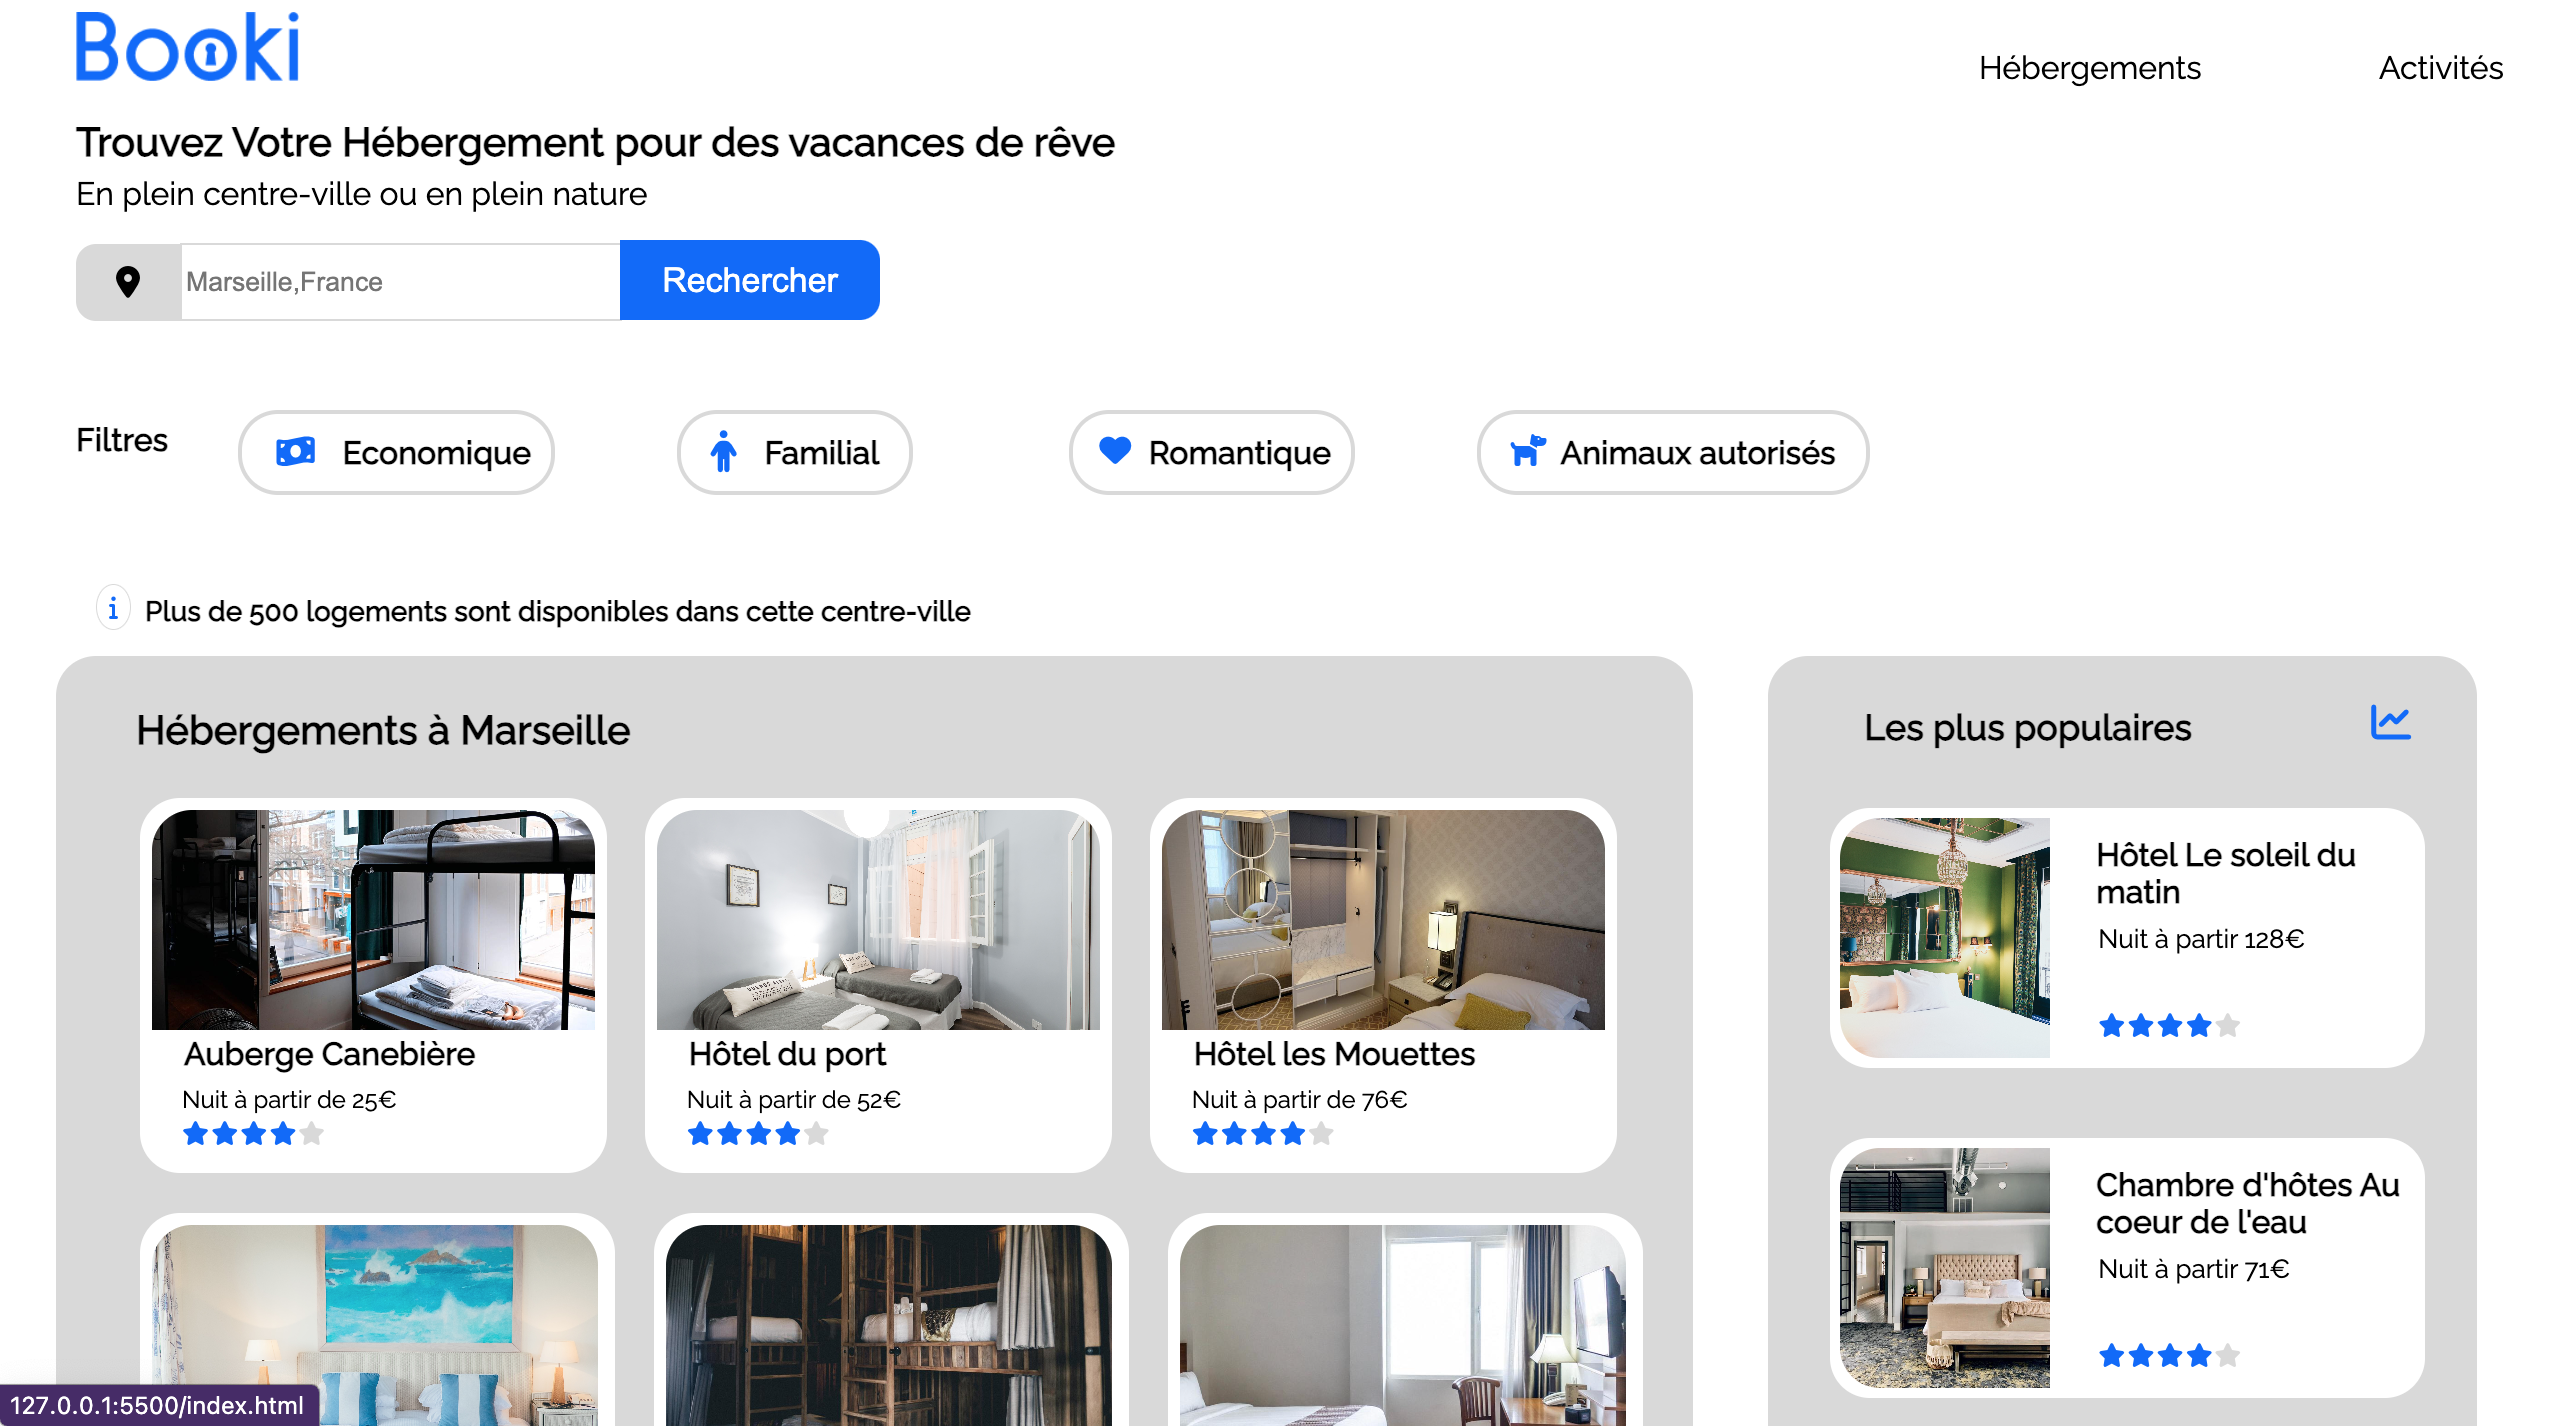 Booki
Hébergements
Activités
Trouvez Votre Hébergement pour des vacances de rêve
En plein centre-ville ou en plein nature
Marseille,France
Rechercher
Filtres
Economique
Familial
Romantique
Animaux autorisés
i
Plus de 500 logements sont disponibles dans cette centre-ville
Hébergements à Marseille
Auberge Canebière
Nuit à partir de 25€
Hôtel du port
Nuit à partir de 52€
Hôtel les Mouettes
Nuit à partir de 76€
Les plus populaires
Hôtel Le soleil du
matin
Nuit à partir 128€
Chambre d'hôtes Au
coeur de l'eau
Nuit à partir 71€
127.0.0.1:5500/index.html